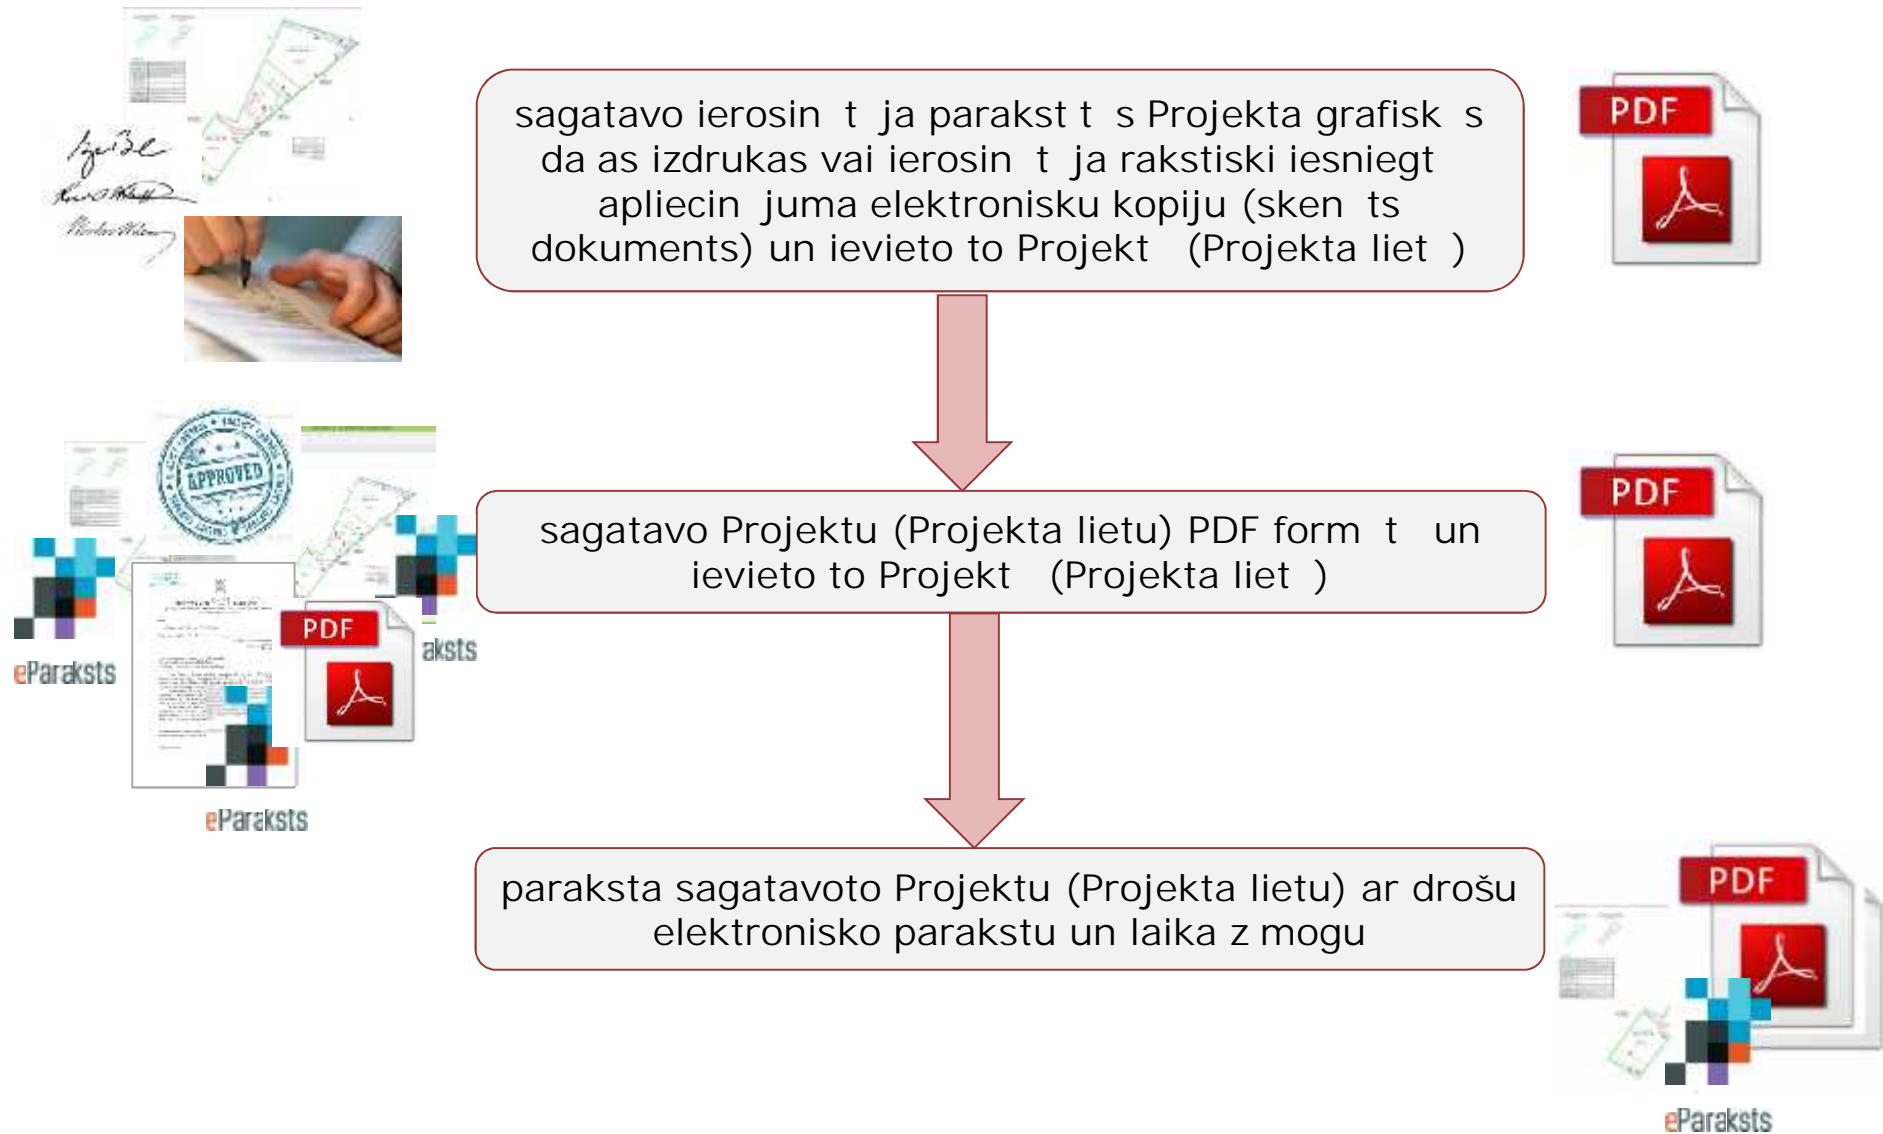 sagatavo ierosin t ja parakst t s Projekta grafisk s
da as izdrukas vai ierosin t ja rakstiski iesniegt
apliecin juma elektronisku kopiju (sken ts
dokuments) un ievieto to Projekt (Projekta liet )
PDF
APPROVED
sagatavo Projektu (Projekta lietu) PDF form t un
ievieto to Projekt (Projekta liet )
PDF
eParaksts
PDF
aksts
eParaksts
paraksta sagatavoto Projektu (Projekta lietu) ar drošu
elektronisko parakstu un laika z mogu
PDF
eParaksts